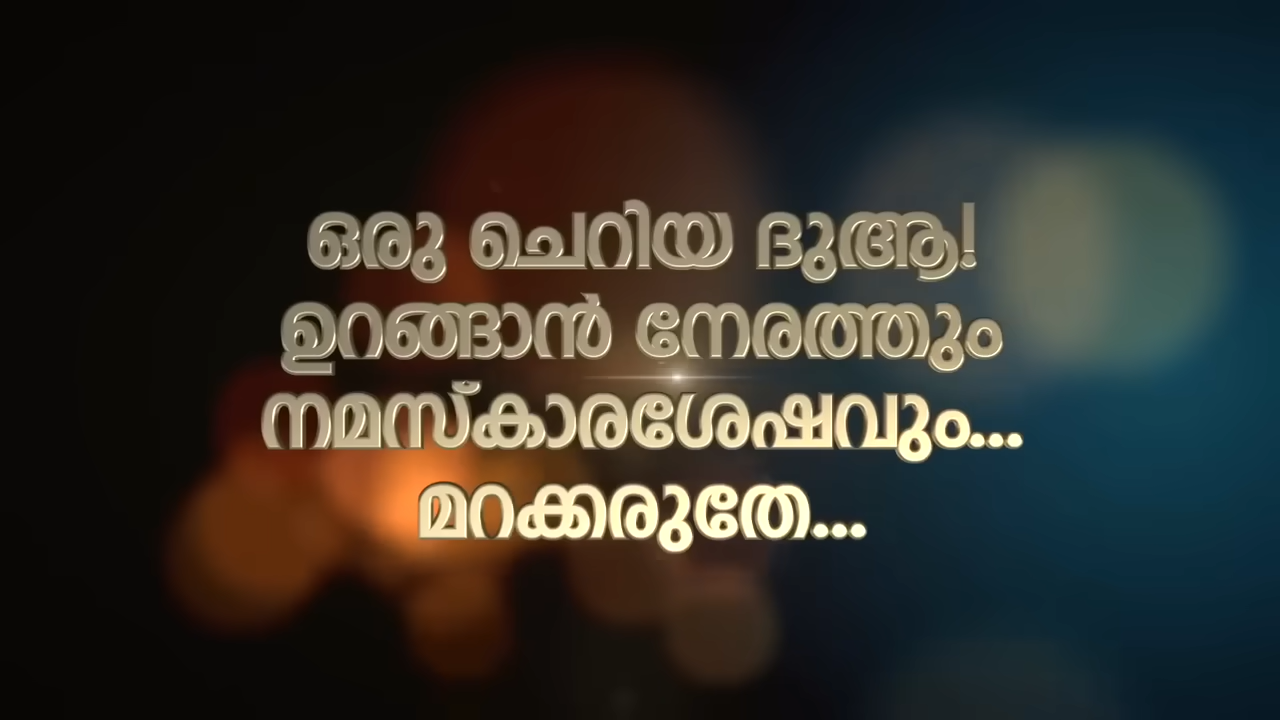 ഒരു ചെറിയ ദുആ!
ഉറങ്ങാൻ നേരത്തും
നമസ്കാരശേഷവും...
മറക്കരുതേ...